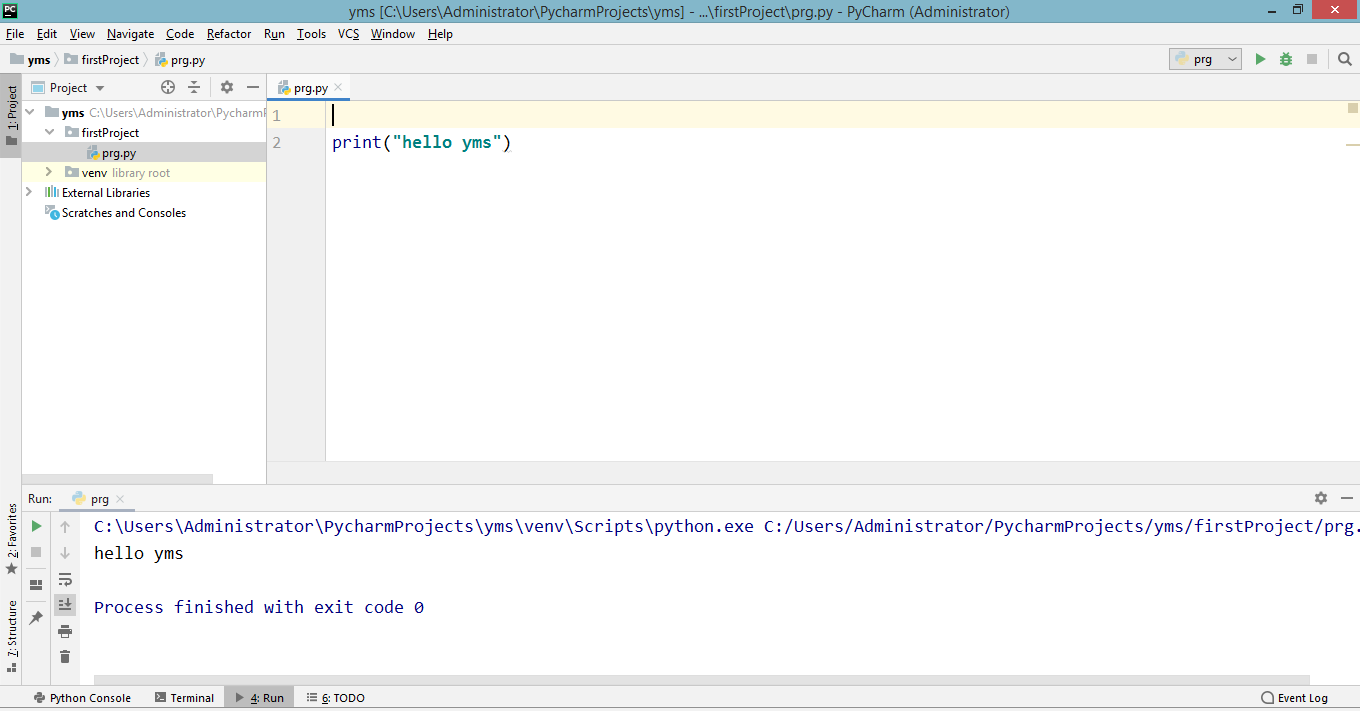 PC yms [C:\Users\Administrator\PycharmProjects\yms] - ...\firstProject\prg.py - PyCharm (Administrator)
File Edit View Navigate Code Refactor Run Tools VCS Window Help
yms firstProject prg.py prg
1: Project
Project
prg.py
yms C:\Users\Administrator\Pycharm
firstProject
prg.py
venv library root
External Libraries
Scratches and Consoles
1
2 print("hello yms")
Run: prg
2: Favorites
7: Structure
C:\Users\Administrator\PycharmProjects\yms\venv\Scripts\python.exe C:/Users/Administrator/PycharmProjects/yms/firstProject/prg.
hello yms
Process finished with exit code 0
Python Console Terminal 4: Run 6: TODO Event Log